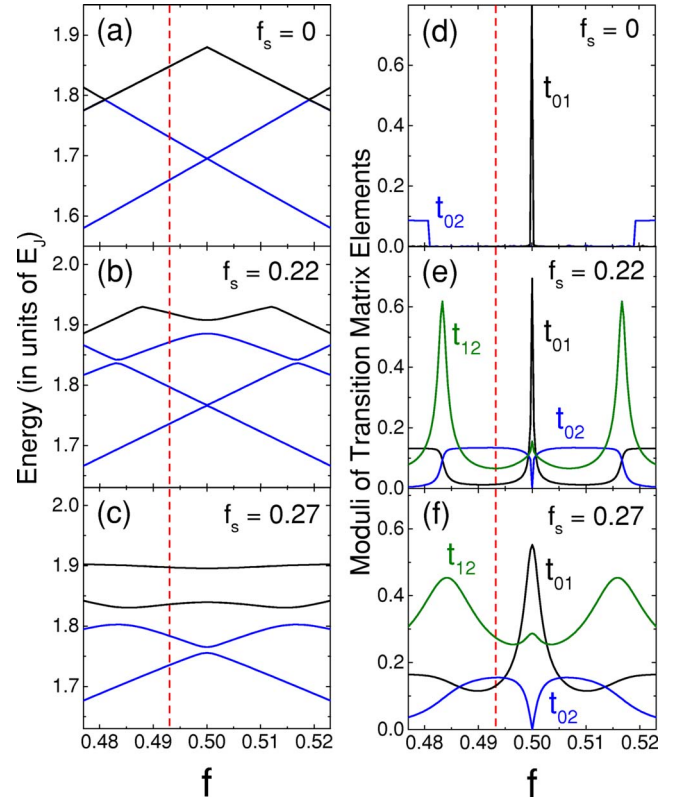 (a) f_s = 0
1.9
1.8
1.7
1.6
(b) f_s = 0.22
2.0
1.9
1.8
1.7
(c) f_s = 0.27
2.0
1.9
1.8
1.7
0.48 0.49 0.50 0.51 0.52
f
Energy (in units of E_J)
(d) f_s = 0
t_01
t_02
0.6
0.4
0.2
0.0
(e) f_s = 0.22
t_12
t_01
t_02
0.6
0.4
0.2
0.0
(f) f_s = 0.27
t_12
t_01
t_02
0.6
0.4
0.2
0.0
0.48 0.49 0.50 0.51 0.52
f
Moduli of Transition Matrix Elements